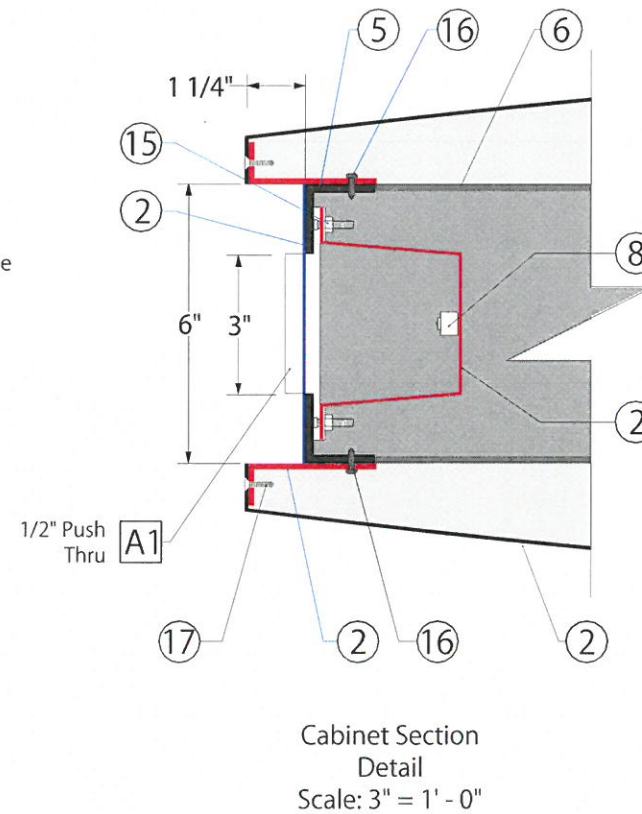 5
16
6
1 1/4"
15
2
e
8
6"
3"
2
1/2" Push
Thru
A1
17
2
16
2
Cabinet Section
Detail
Scale: 3" = 1' - 0"